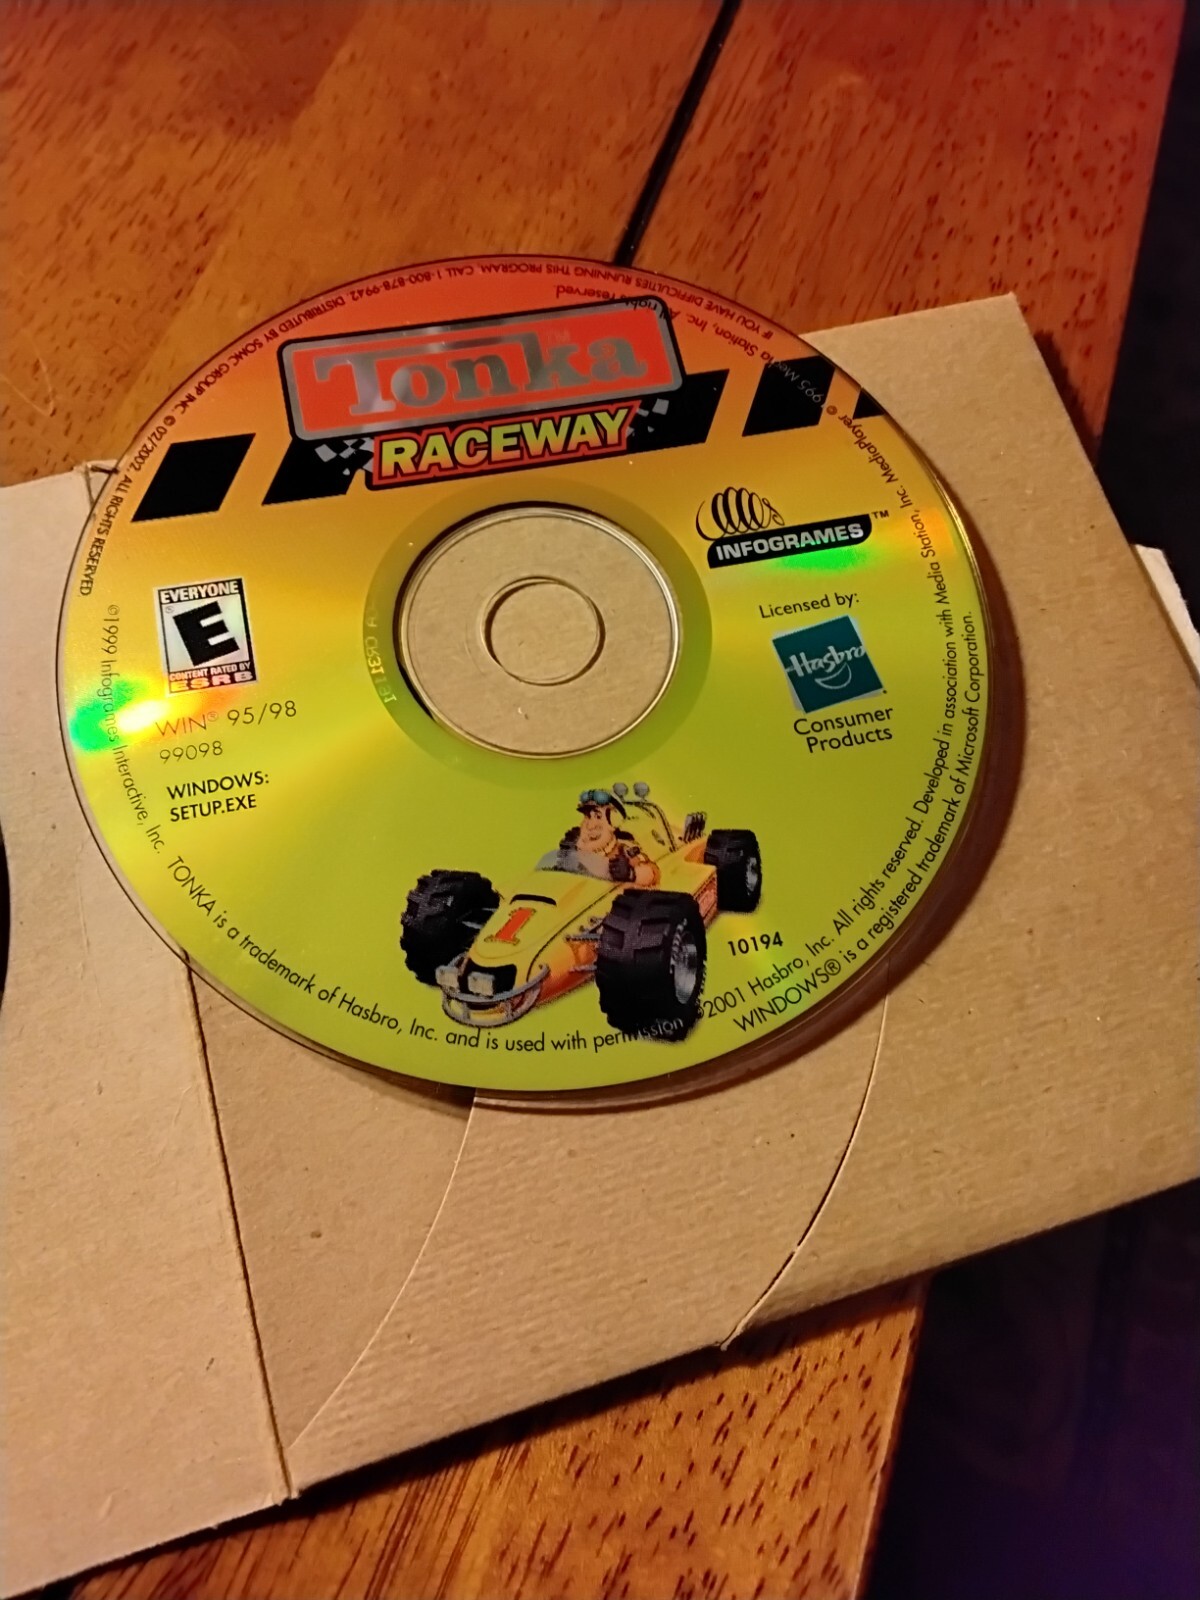 Tonka™
RACEWAY
INFOGRAMES™
Licensed by:
Hasbro
Consumer
Products
EVERYONE
E
®
CONTENT RATED BY
ESRB
WIN® 95/98
99098
WINDOWS:
SETUP.EXE
1
10194
IF YOU HAVE DIFFICULTIES RUNNING THIS PROGRAM, CALL 1-800-878-9942. DISTRIBUTED BY SONIC GROUP INC. © 02/2002. ALL RIGHTS RESERVED.
©1999 Infogrames Interactive, Inc. TONKA is a trademark of Hasbro, Inc. and is used with permission ©2001 Hasbro, Inc. All rights reserved. Developed in association with Media Station, Inc. MediaPlayer © 1995 Media Station, Inc. All rights reserved.
WINDOWS® is a registered trademark of Microsoft Corporation.